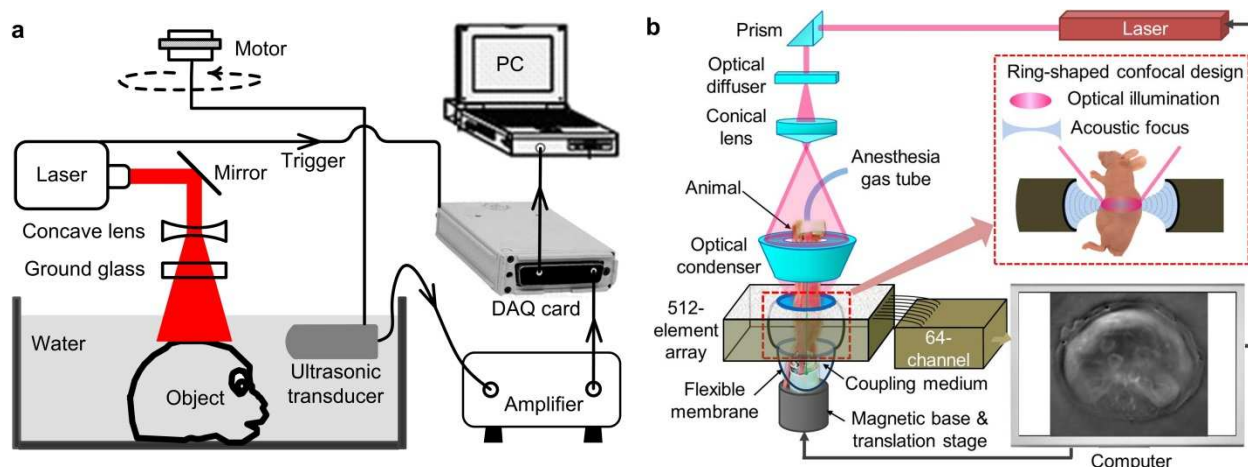 a
Motor
PC
Laser
Trigger
Mirror
Concave lens
Ground glass
DAQ card
Water
Ultrasonic
transducer
Object
Amplifier
b
Prism
Laser
Optical
diffuser
Conical
lens
Anesthesia
gas tube
Animal
Optical
condenser
Ring-shaped confocal design
Optical illumination
Acoustic focus
512-
element
array
64-
channel
Flexible
membrane
Coupling medium
Magnetic base &
translation stage
Computer